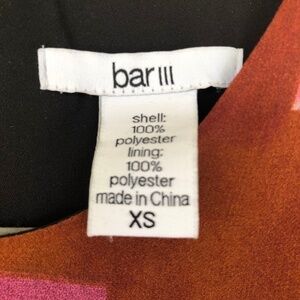 bar III
shell:
100%
polyester
lining:
100%
polyester
made in China
XS